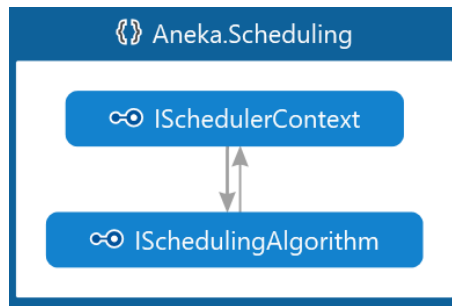 Aneka.Scheduling
ISchedulerContext
ISchedulingAlgorithm